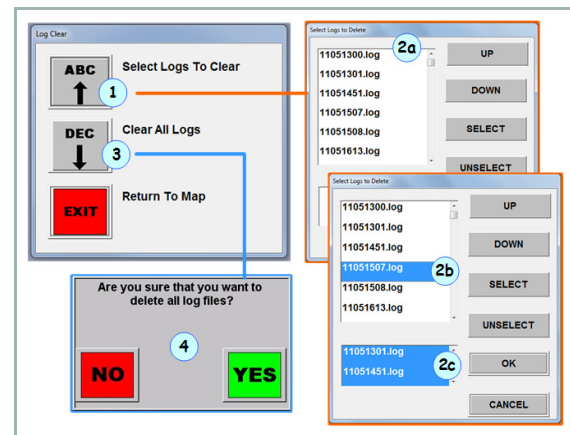 Log Clear
ABC
Select Logs To Clear
1
DEC
Clear All Logs
3
EXIT
Return To Map
Select Logs to Delete
2a
11051300.log
11051301.log
11051451.log
11051507.log
11051508.log
11051613.log
UP
DOWN
SELECT
UNSELECT
Select Logs to Delete
11051300.log
11051301.log
11051451.log
11051507.log
2b
11051508.log
11051613.log
11051301.log
11051451.log
2c
UP
DOWN
SELECT
UNSELECT
OK
CANCEL
Are you sure that you want to
delete all log files?
4
NO
YES